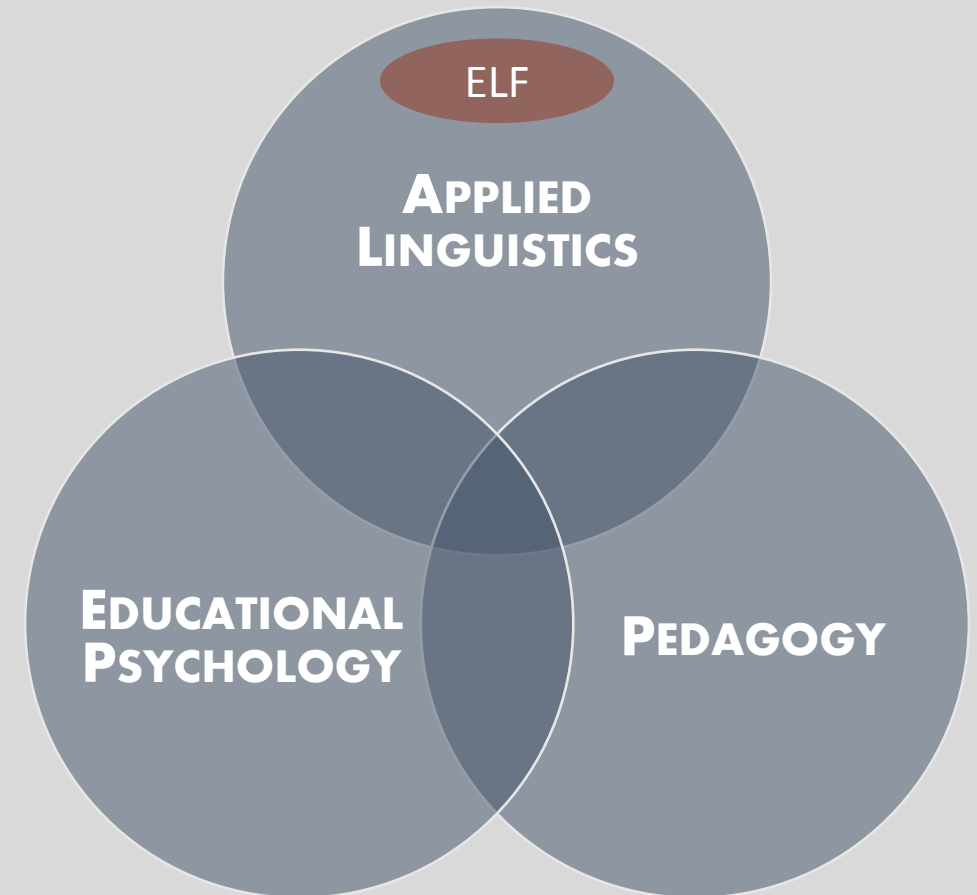 ELF
APPLIED
LINGUISTICS
EDUCATIONAL
PSYCHOLOGY
PEDAGOGY